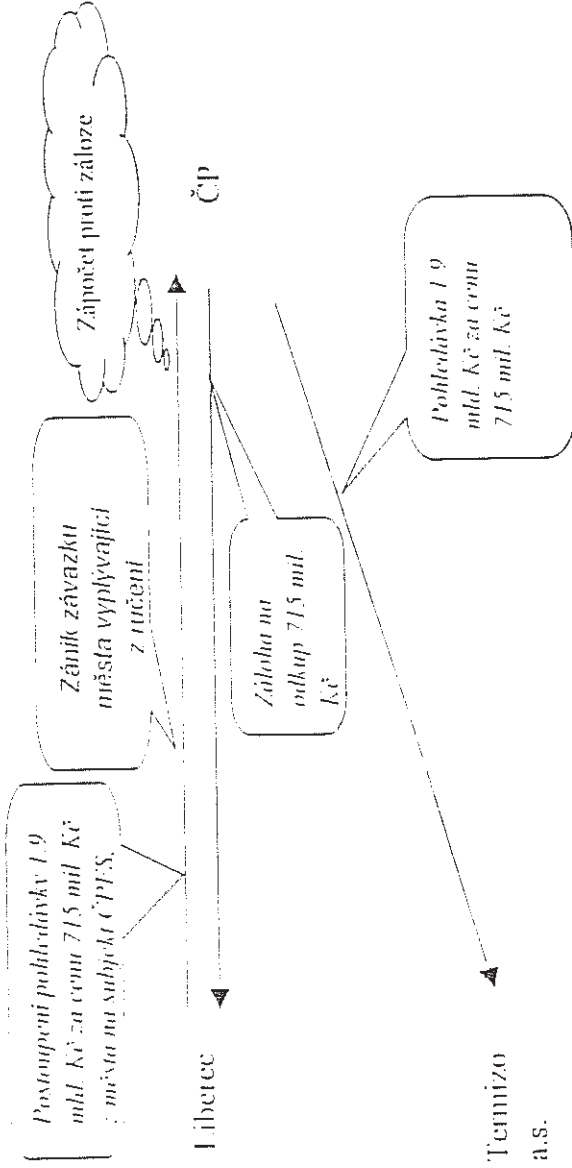 Postoupení pohledávky 1.9
mld. Kč za cenu 715 mil. Kč
z města na subjekt ČPFS,
Zánik závazku
města vyplývající
z ručení
Zápočet proti záloze
Liberec
ČP
Záloha na
odkup 715 mil.
Kč
Pohledávka 1.9
mld. Kč za cenu
715 mil. Kč
Termizo
a.s.